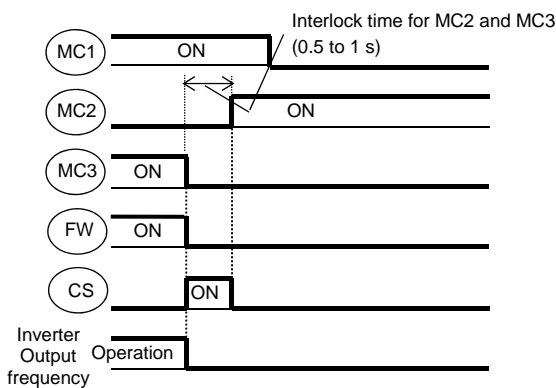 Interlock time for MC2 and MC3
(0.5 to 1 s)
MC1
ON
MC2
ON
MC3
ON
FW
ON
CS
ON
Inverter
Output
frequency
Operation